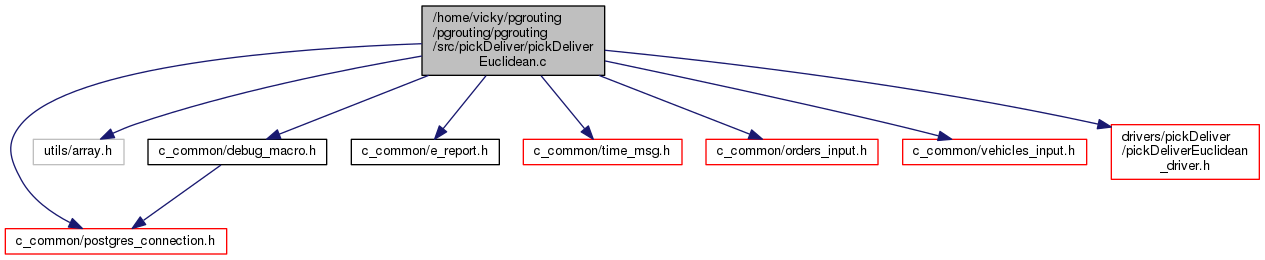 /home/vicky/pgrouting
/pgrouting/pgrouting
/src/pickDeliver/pickDeliver
Euclidean.c
utils/array.h
c_common/debug_macro.h
c_common/e_report.h
c_common/time_msg.h
c_common/orders_input.h
c_common/vehicles_input.h
drivers/pickDeliver
/pickDeliverEuclidean
_driver.h
c_common/postgres_connection.h